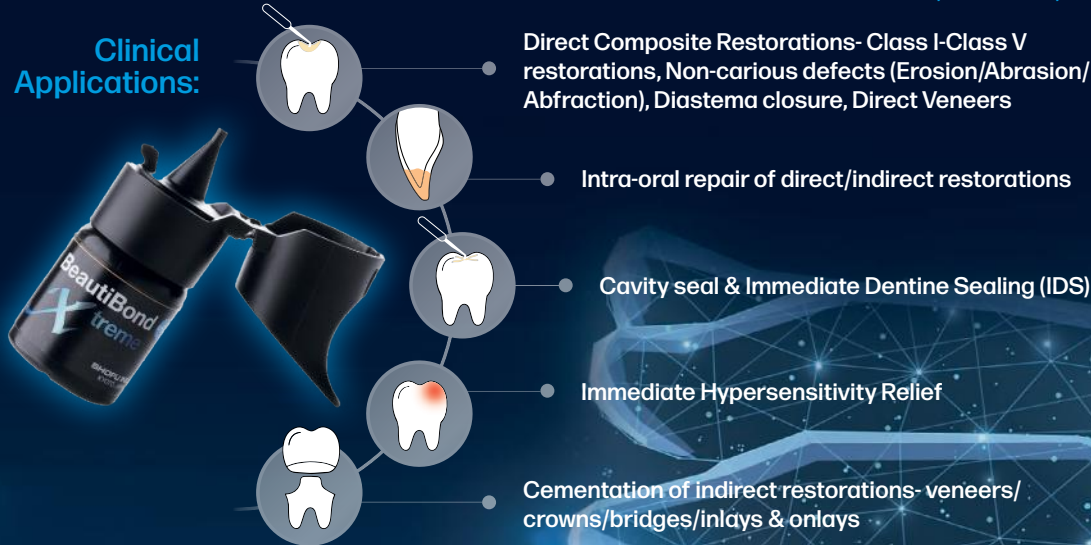 Clinical
Applications:
Direct Composite Restorations- Class I-Class V
restorations, Non-carious defects (Erosion/Abrasion/
Abfraction), Diastema closure, Direct Veneers
Intra-oral repair of direct/indirect restorations
Cavity seal & Immediate Dentine Sealing (IDS)
BeautiBond
Xtreme
Immediate Hypersensitivity Relief
Cementation of indirect restorations- veneers/
crowns/bridges/inlays & onlays